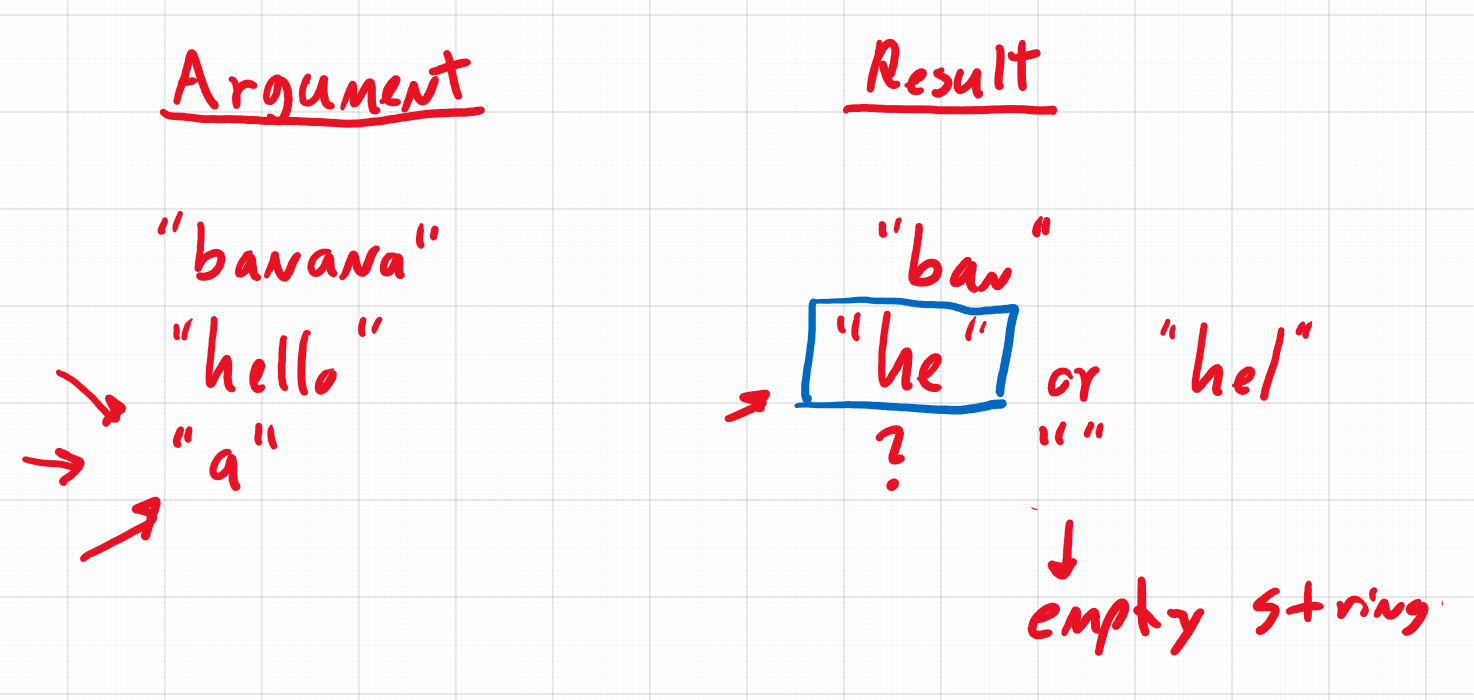 Argument Result
"banana" "ban"
"hello" "he" or "hel"
"a" ? ""
empty string